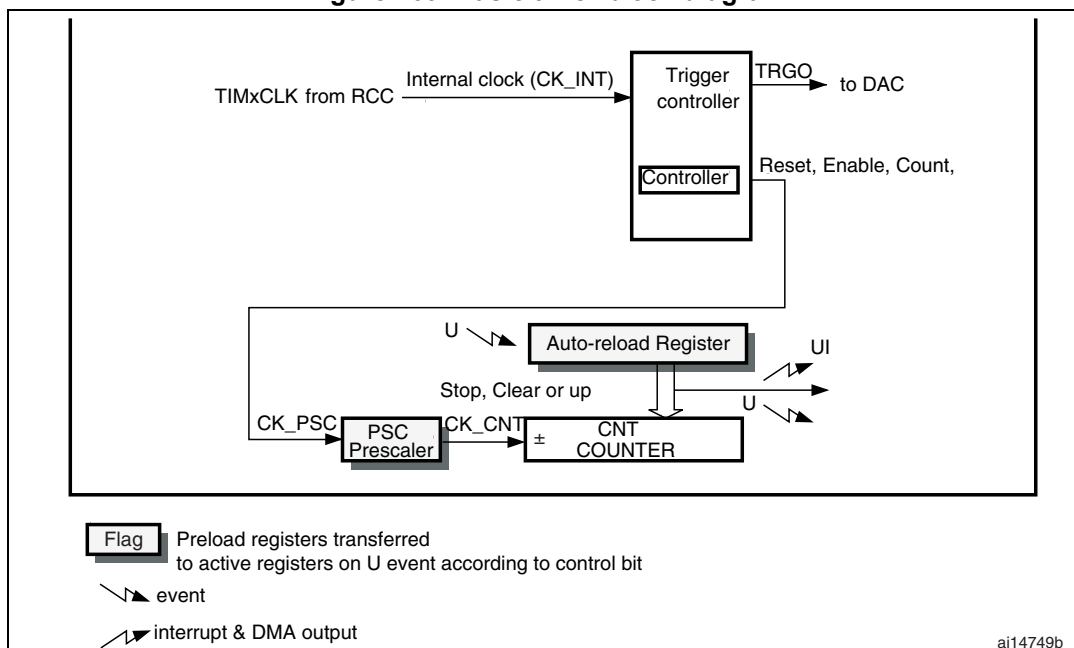 TIMxCLK from RCC
Internal clock (CK_INT)
Trigger
controller
TRGO
to DAC
Controller
Reset, Enable, Count,
U
Auto-reload Register
UI
Stop, Clear or up
U
CK_PSC
PSC
Prescaler
CK_CNT
±
CNT
COUNTER
Flag
Preload registers transferred
to active registers on U event according to control bit
event
interrupt & DMA output
ai14749b